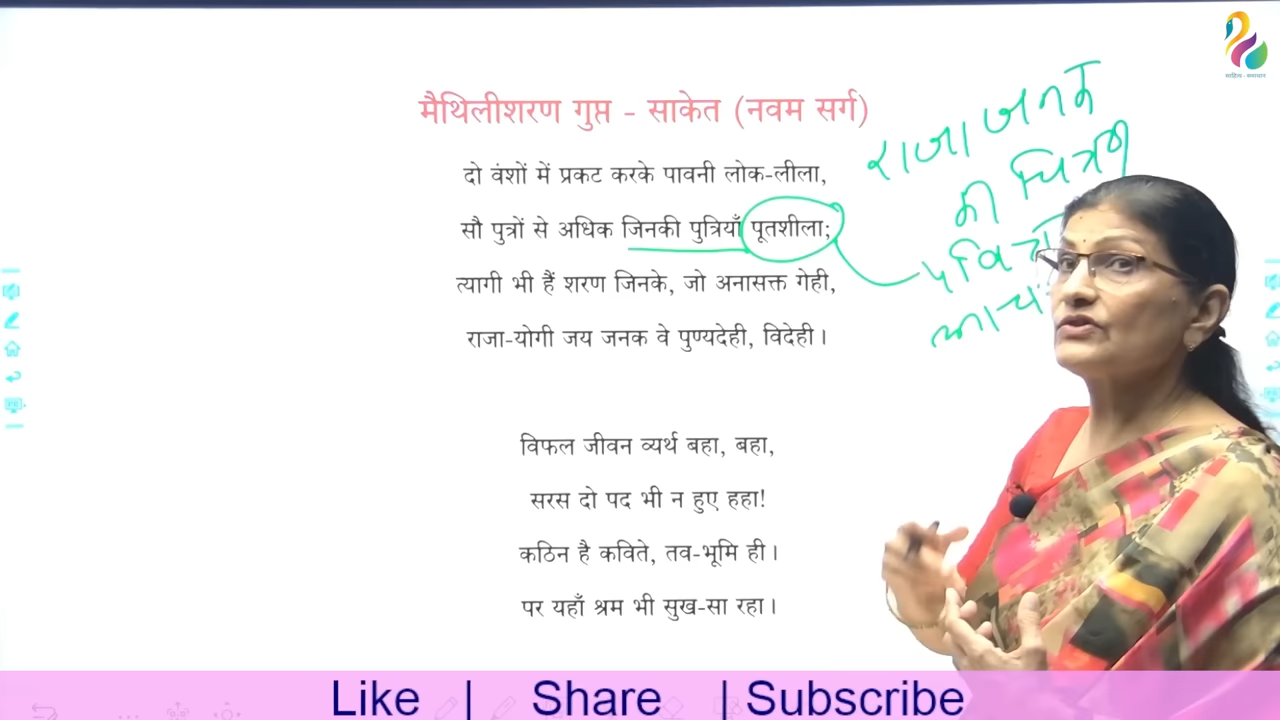 साहित्य - समाचार
मैथिलीशरण गुप्त - साकेत (नवम सर्ग)
दो वंशों में प्रकट करके पावनी लोक-लीला,
सौ पुत्रों से अधिक जिनकी पुत्रियाँ पूतशीला;
त्यागी भी हैं शरण जिनके, जो अनासक्त गेही,
राजा-योगी जय जनक वे पुण्यदेही, विदेही।
राजा जनक
की
विफल जीवन व्यर्थ बहा, बहा,
सरस दो पद भी न हुए हहा!
कठिन है कविते, तव-भूमि ही।
पर यहाँ श्रम भी सुख-सा रहा।
Like | Share | Subscribe